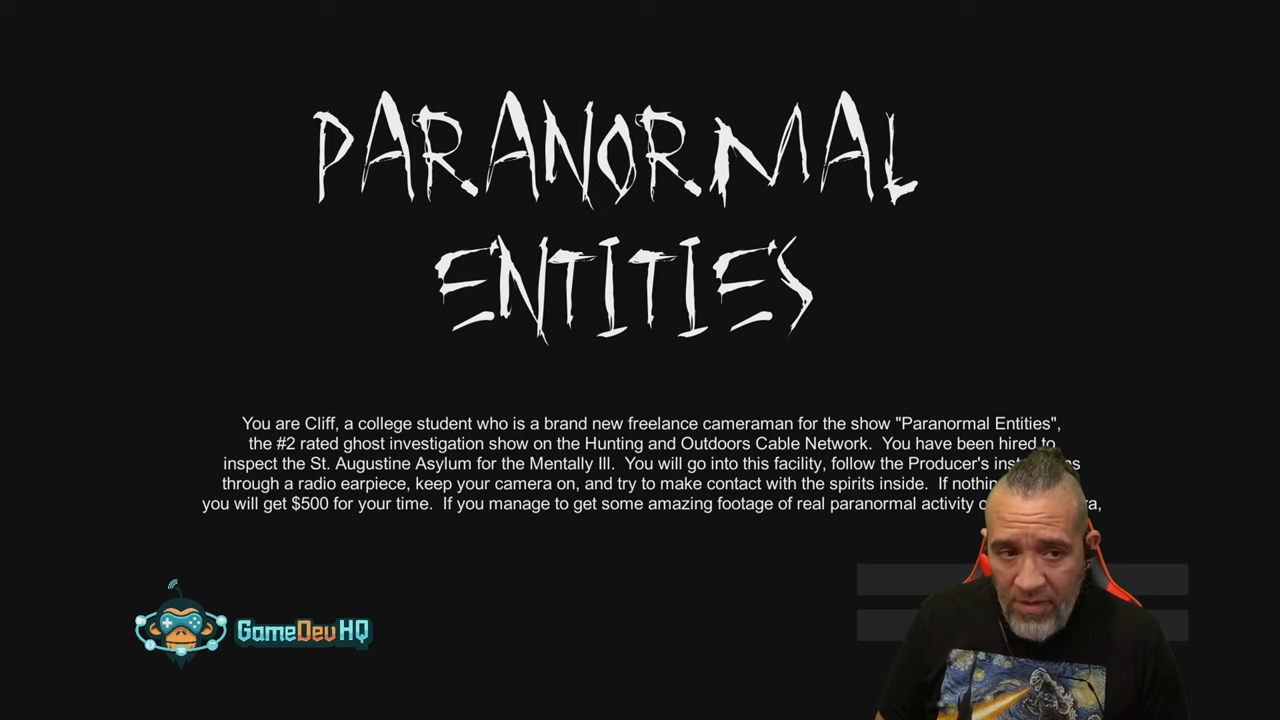 PARANORMAL
ENTITIES
You are Cliff, a college student who is a brand new freelance cameraman for the show "Paranormal Entities",
the #2 rated ghost investigation show on the Hunting and Outdoors Cable Network.  You have been hired to
inspect the St. Augustine Asylum for the Mentally Ill.  You will go into this facility, follow the Producer's
through a radio earpiece, keep your camera on, and try to make contact with the spirits inside.  If
you will get $500 for your time.  If you manage to get some amazing footage of real paranormal activity
GameDevHQ